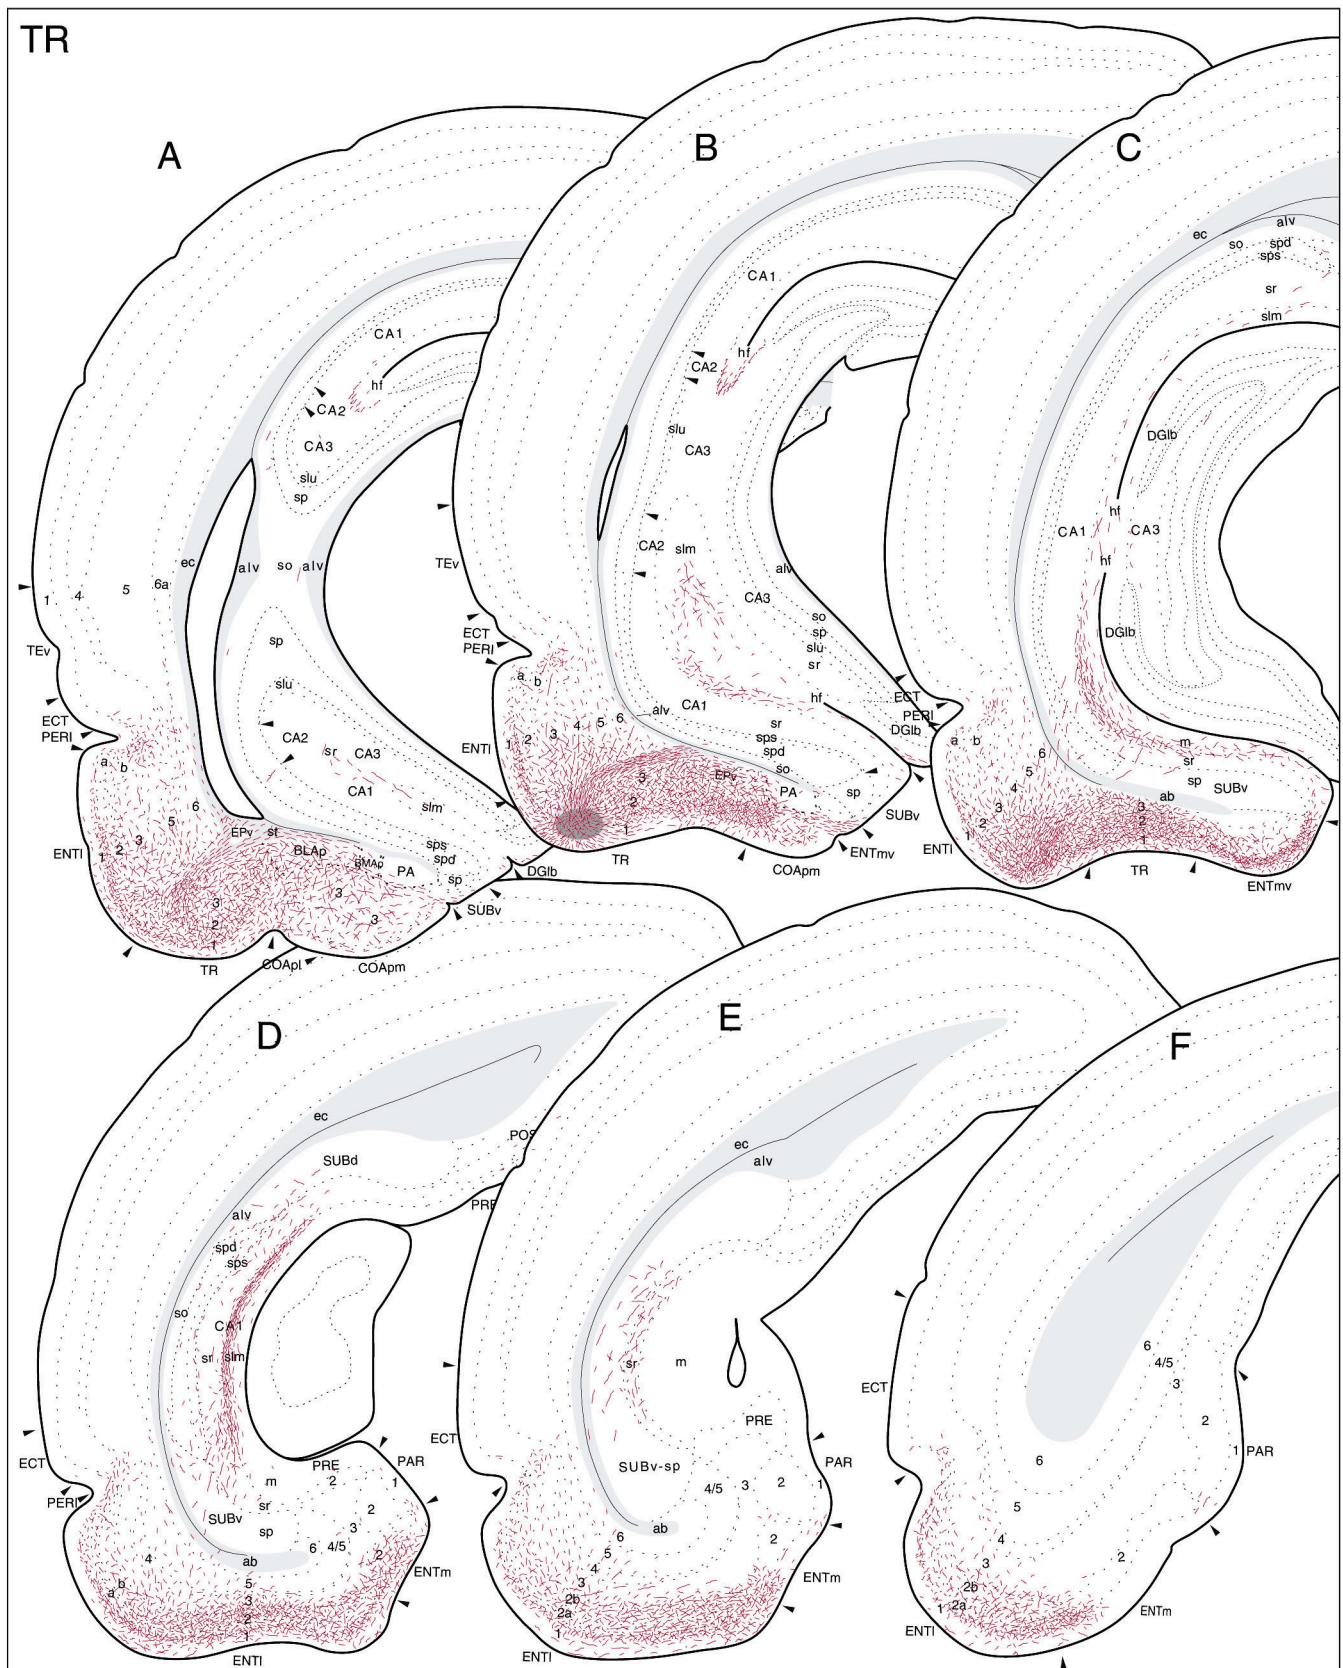 TR
A
CA1
hf
CA2
CA3
slu
sp
ec
alv
so
alv
1
4
5
6a
TEv
sp
slu
CA2
sr
CA3
CA1
slm
ECT
PERI
a
b
6
5
3
2
1
ENTl
EPv
st
BLAp
BMAp
PA
sps
spd
sp
3
3
3
2
1
TR
COApl
COApm
SUBv
DGlb
B
CA1
hf
CA2
slu
CA3
CA2
slm
alv
CA3
TEv
so
sp
slu
sr
ECT
PERI
a
b
hf
CA1
alv
6
5
4
3
2
1
ENTl
sr
sps
spd
so
EPv
PA
sp
3
2
1
TR
COApm
ENTmv
SUBv
C
alv
ec
so
spd
sps
sr
slm
DGlb
hf
CA1
CA3
hf
DGlb
ECT
PERI
DGlb
a
b
6
5
4
3
2
1
ENTl
m
sr
sp
SUBv
ab
3
2
1
TR
ENTmv
D
ec
SUBd
POS
PRE
alv
spd
sps
so
CA1
sr
slm
ECT
PERI
PRE
PAR
m
sr
SUBv
sp
2
1
2
3
4/5
6
2
ab
4
b
a
5
3
2
1
ENTm
ENTl
E
ec
alv
sr
m
PRE
ECT
SUBv-sp
PAR
4/5
3
2
1
ab
2
6
5
4
3
2b
2a
1
ENTm
ENTl
F
6
4/5
3
2
1
PAR
ECT
6
5
4
3
2
2b
2a
1
ENTm
ENTl